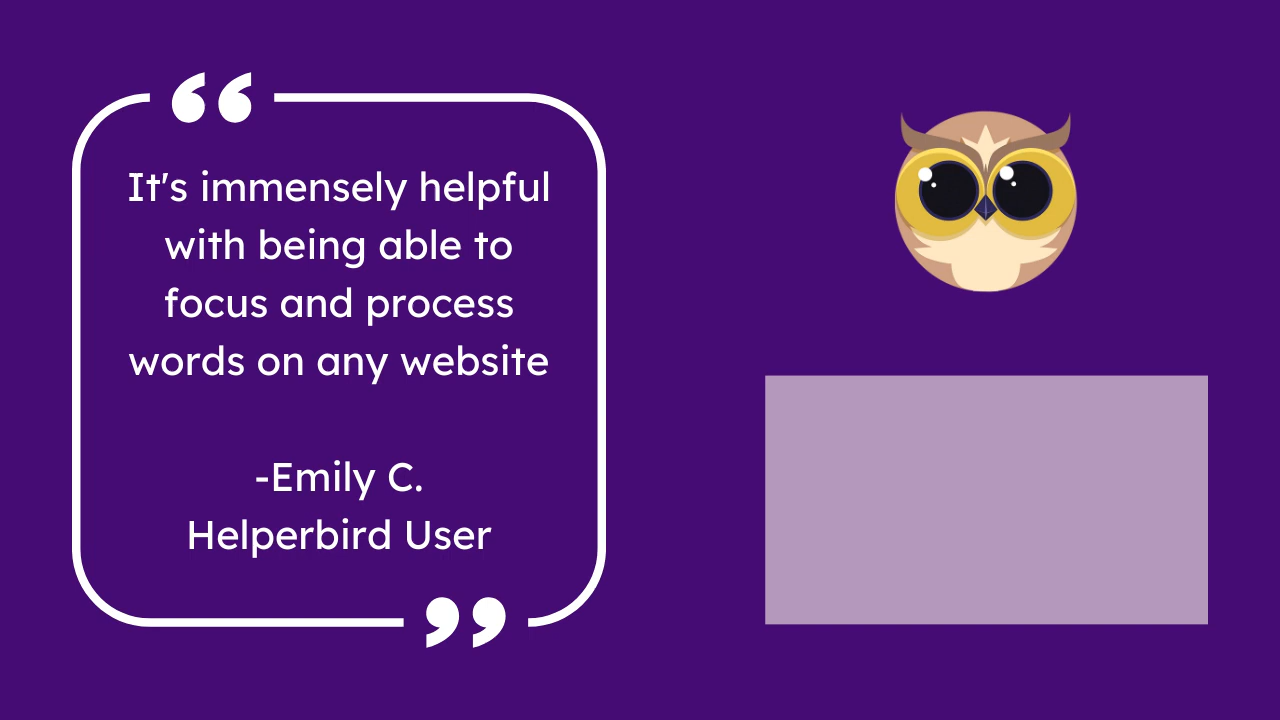 It's immensely helpful
with being able to
focus and process
words on any website
-Emily C.
Helperbird User